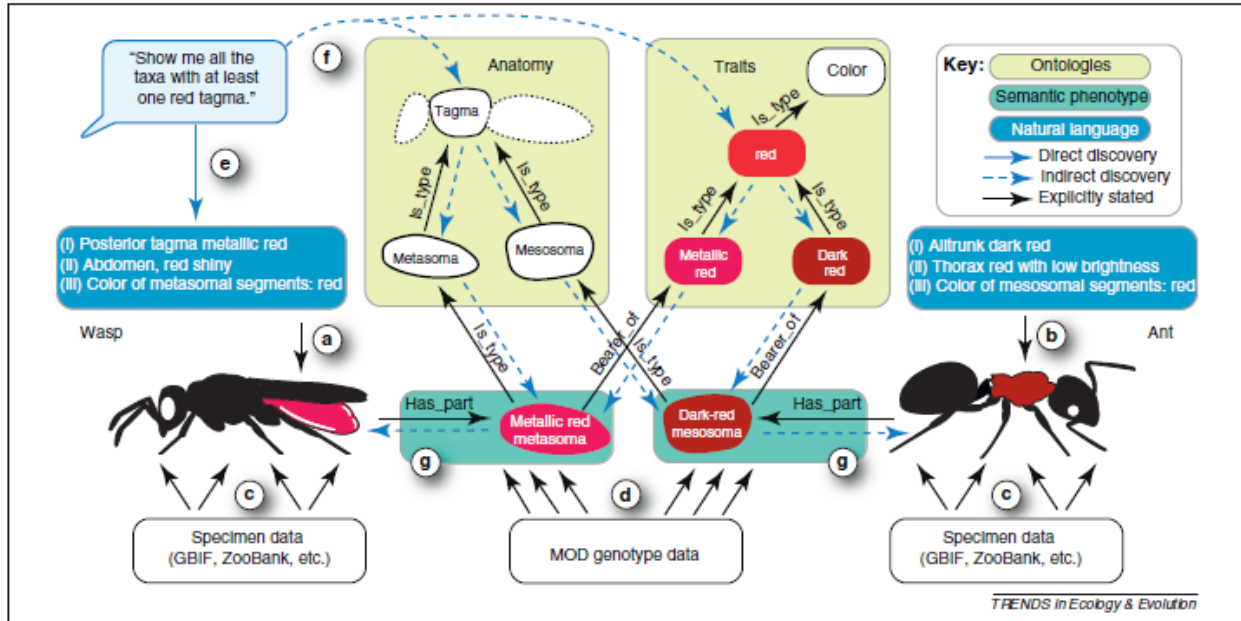 “Show me all the
taxa with at least
one red tagma.”
f
Anatomy
Traits
Color
Key:
Ontologies
Semantic phenotype
Natural language
Direct discovery
Indirect discovery
Explicitly stated
Tagma
Is_type
red
e
Is_type
Is_type
Is_type
Is_type
Metasoma
Mesosoma
Metallic
red
Dark
red
(I) Posterior tagma metallic red
(II) Abdomen, red shiny
(III) Color of metasomal segments: red
(I) Alltrunk dark red
(II) Thorax red with low brightness
(III) Color of mesosomal segments: red
Wasp
a
Is_type
Bearer_of
Is_type
Bearer_of
b
Ant
Has_part
Metallic red
metasoma
Dark-red
mesosoma
Has_part
g
g
c
d
c
Specimen data
(GBIF, ZooBank, etc.)
MOD genotype data
Specimen data
(GBIF, ZooBank, etc.)
TRENDS in Ecology & Evolution